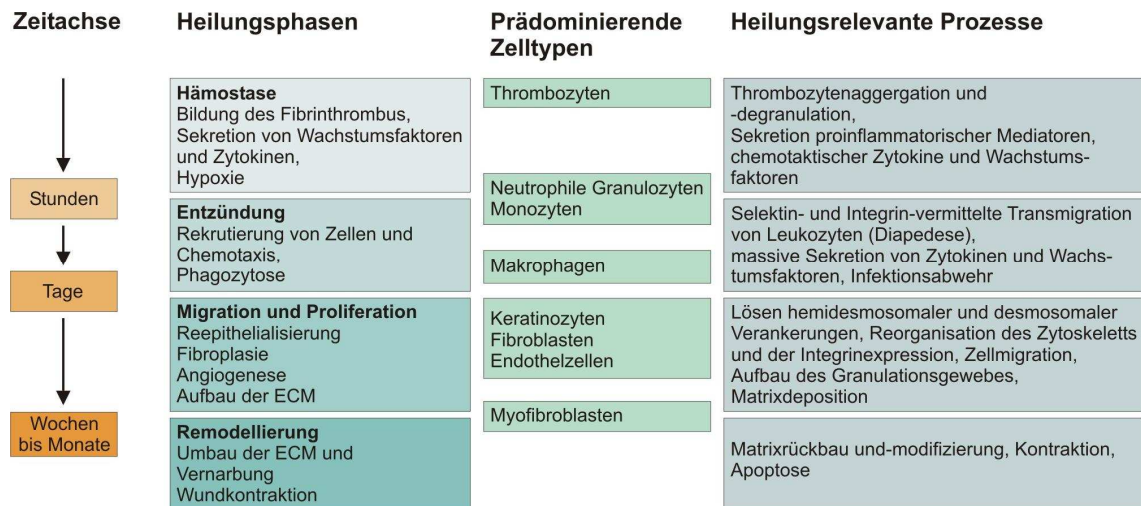 Zeitachse
Heilungsphasen
Prädominierende
Zelltypen
Heilungsrelevante Prozesse
Stunden
Tage
Wochen
bis Monate
Hämostase
Bildung des Fibrinthrombus,
Sekretion von Wachstumsfaktoren
und Zytokinen,
Hypoxie
Entzündung
Rekrutierung von Zellen und
Chemotaxis,
Phagozytose
Migration und Proliferation
Reepithelialisierung
Fibroplasie
Angiogenese
Aufbau der ECM
Remodellierung
Umbau der ECM und
Vernarbung
Wundkontraktion
Thrombozyten
Neutrophile Granulozyten
Monozyten
Makrophagen
Keratinozyten
Fibroblasten
Endothelzellen
Myofibroblasten
Thrombozytenaggergation und
-degranulation,
Sekretion proinflammatorischer Mediatoren,
chemotaktischer Zytokine und Wachstums-
faktoren
Selektin- und Integrin-vermittelte Transmigration
von Leukozyten (Diapedese),
massive Sekretion von Zytokinen und Wachs-
tumsfaktoren, Infektionsabwehr
Lösen hemidesmosomaler und desmosomaler
Verankerungen, Reorganisation des Zytoskeletts
und der Integrinexpression, Zellmigration,
Aufbau des Granulationsgewebes,
Matrixdeposition
Matrixrückbau und-modifizierung, Kontraktion,
Apoptose